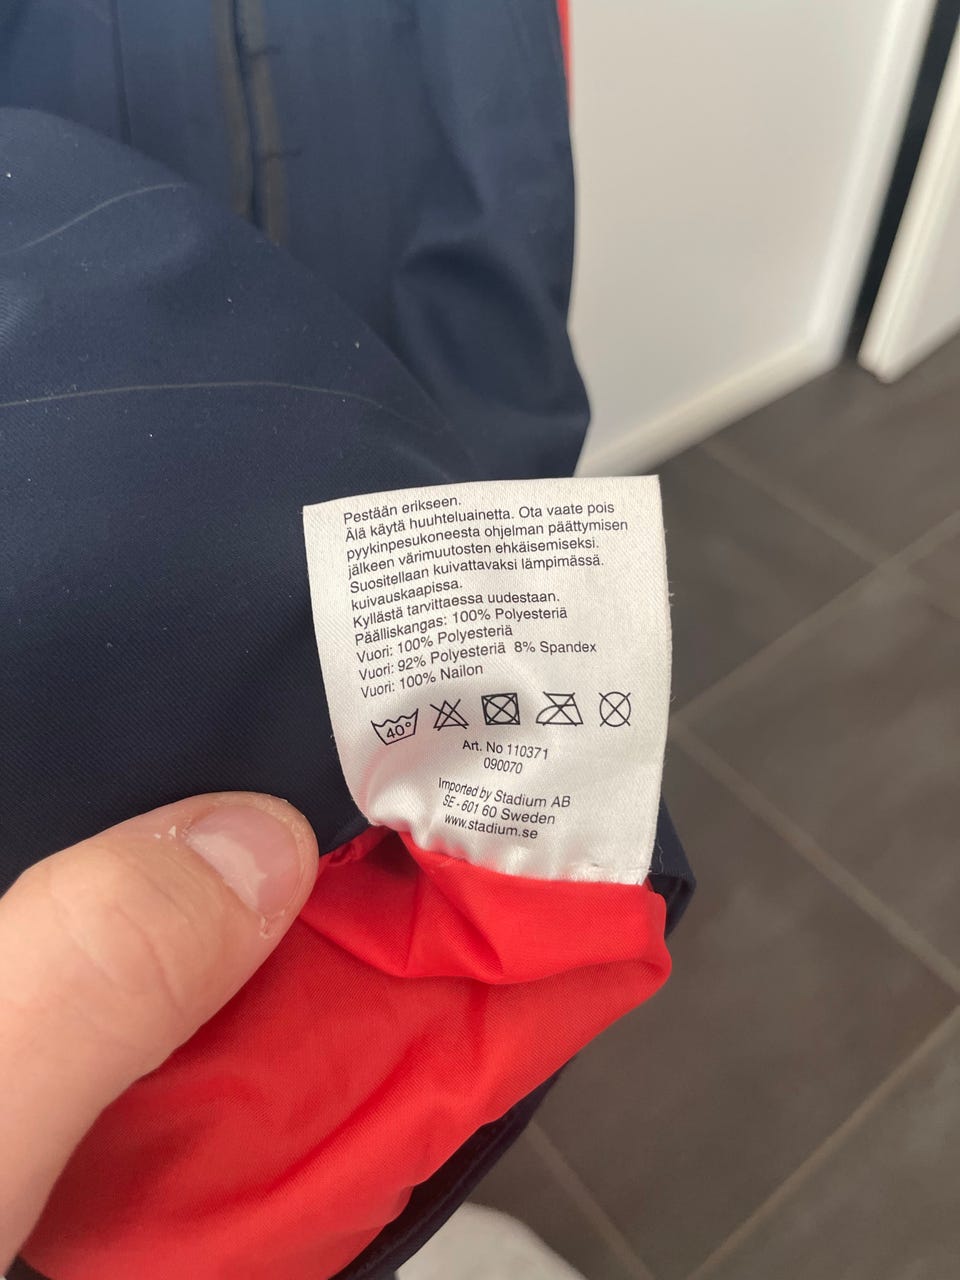 Pestään erikseen.
Älä käytä huuhteluainetta. Ota vaate pois
pyykinpesukoneesta ohjelman päättymisen
jälkeen värimuutosten ehkäisemiseksi.
Suositellaan kuivattavaksi lämpimässä.
kuivauskaapissa.
Kyllästä tarvittaessa uudestaan.
Päälliskangas: 100% Polyesteriä
Vuori: 100% Polyesteriä
Vuori: 92% Polyesteriä 8% Spandex
Vuori: 100% Nailon
40°
Art. No 110371
090070
Imported by Stadium AB
SE - 601 60 Sweden
www.stadium.se